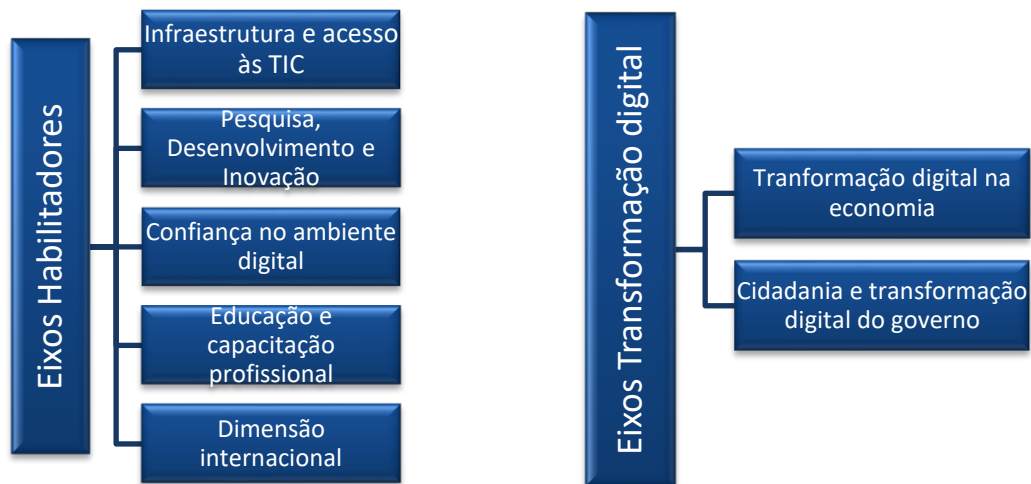 Eixos Habilitadores
Infraestrutura e acesso
às TIC
Pesquisa,
Desenvolvimento e
Inovação
Confiança no ambiente
digital
Educação e
capacitação
profissional
Dimensão
internacional
Eixos Transformação digital
Tranformação digital na
economia
Cidadania e transformação
digital do governo